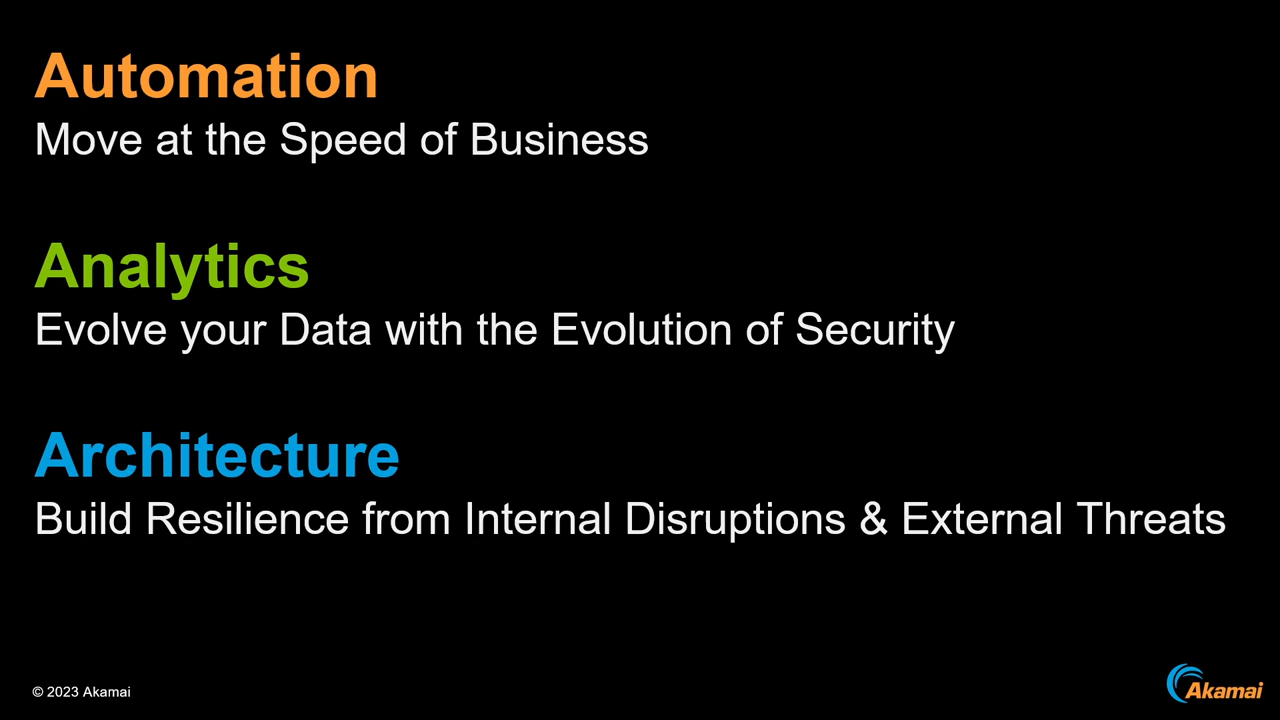 Automation
Move at the Speed of Business
Analytics
Evolve your Data with the Evolution of Security
Architecture
Build Resilience from Internal Disruptions & External Threats
© 2023 Akamai
Akamai